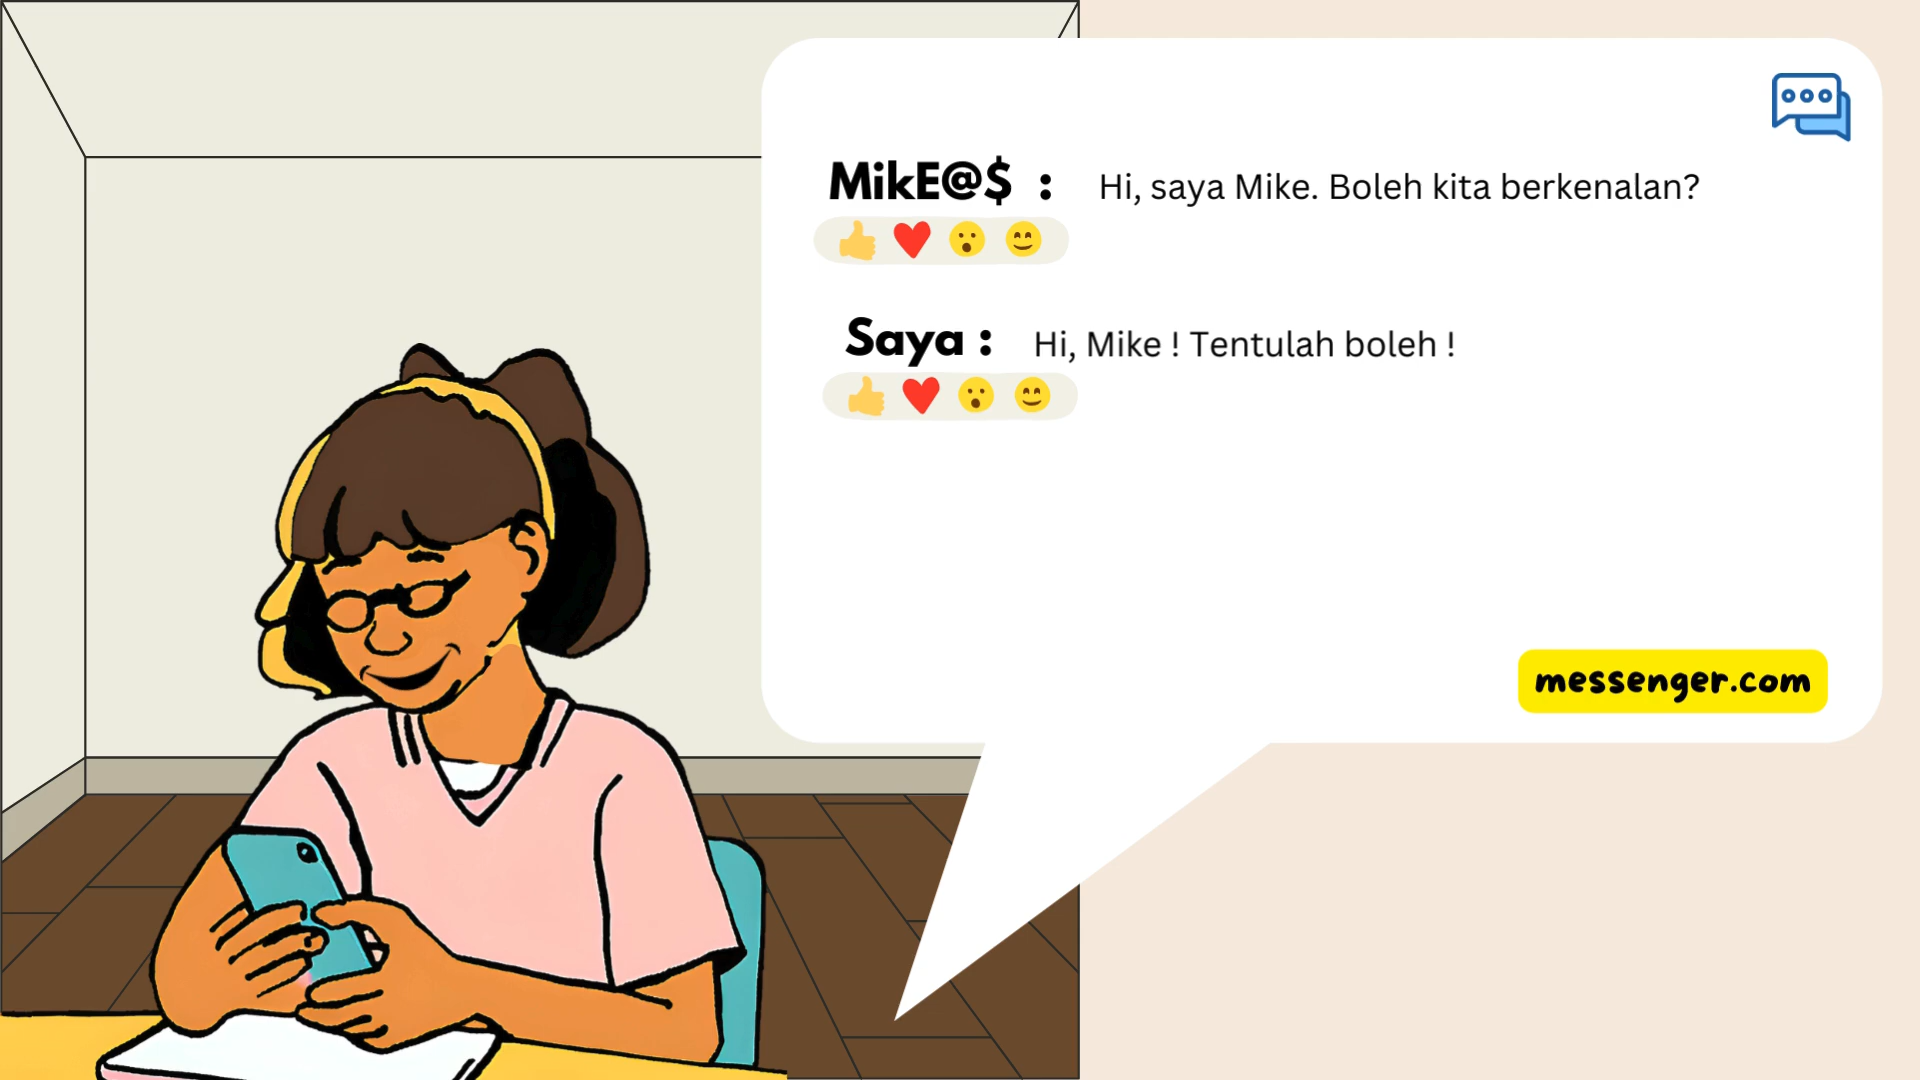 MikE@$ : Hi, saya Mike. Boleh kita berkenalan?
Saya : Hi, Mike ! Tentulah boleh !
messenger.com